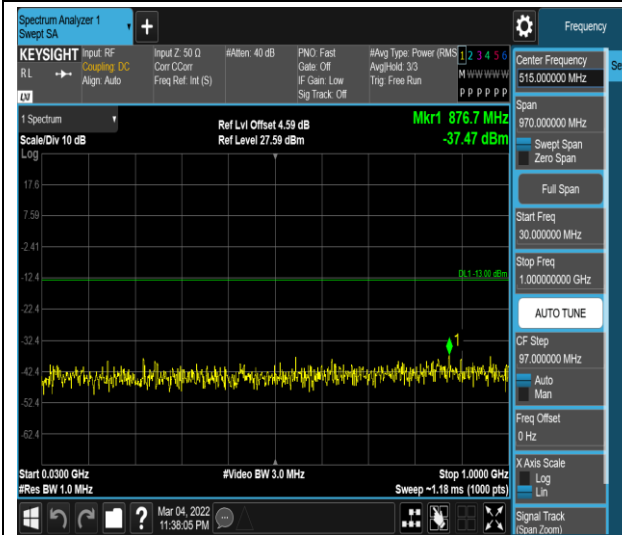 Spectrum Analyzer 1
Swept SA
+
Frequency
KEYSIGHT
RL
Input: RF
Coupling: DC
Align: Auto
Input Z: 50 Ω
Corr CCorr
Freq Ref: Int (S)
#Atten: 40 dB
PNO: Fast
Gate: Off
IF Gain: Low
Sig Track: Off
#Avg Type: Power (RMS
Avg|Hold: 3/3
Trig: Free Run
1 2 3 4 5 6
M W W W W W
P P P P P P
LXI
1 Spectrum
Scale/Div 10 dB
Log
Ref Lvl Offset 4.59 dB
Ref Level 27.59 dBm
Mkr1 876.7 MHz
-37.47 dBm
17.6
7.59
-2.41
-12.4
-22.4
-32.4
-42.4
-52.4
-62.4
DL1 -13.00 dBm
1
Start 0.0300 GHz
#Res BW 1.0 MHz
#Video BW 3.0 MHz
Stop 1.0000 GHz
Sweep ~1.18 ms (1000 pts)
?
Mar 04, 2022
11:38:05 PM
Center Frequency
515.000000 MHz
Se
Span
970.000000 MHz
Swept Span
Zero Span
Full Span
Start Freq
30.000000 MHz
Stop Freq
1.000000000 GHz
AUTO TUNE
CF Step
97.000000 MHz
Auto
Man
Freq Offset
0 Hz
X Axis Scale
Log
Lin
Signal Track
(Span Zoom)